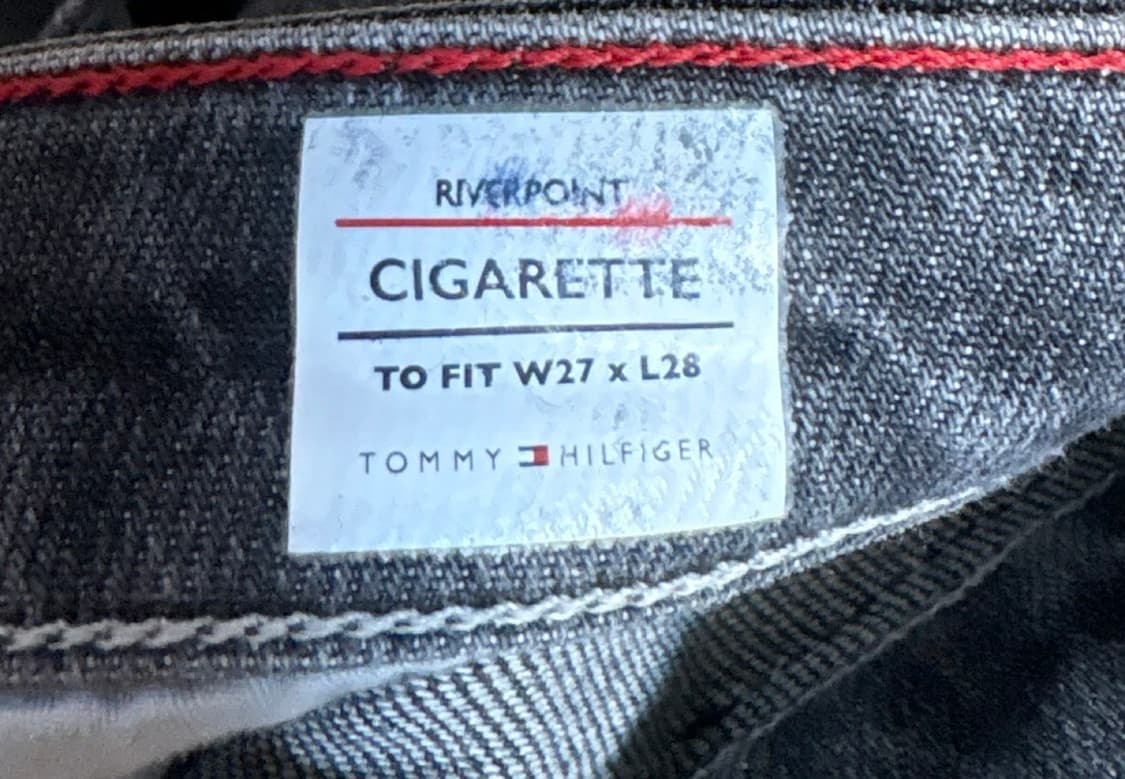 RIVERPOINT
CIGARETTE
TO FIT W27 x L28
TOMMY HILFIGER